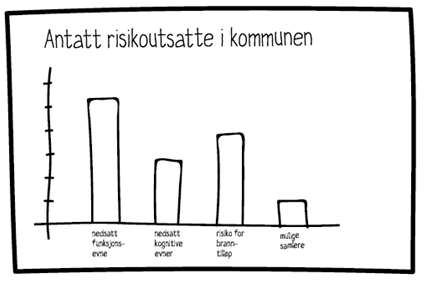 Antatt risikoutsatte i kommunen
nedsatt
funksjons-
evne
nedsatt
kognitive
evner
risiko for
brann-
tilløp
mulige
samlere